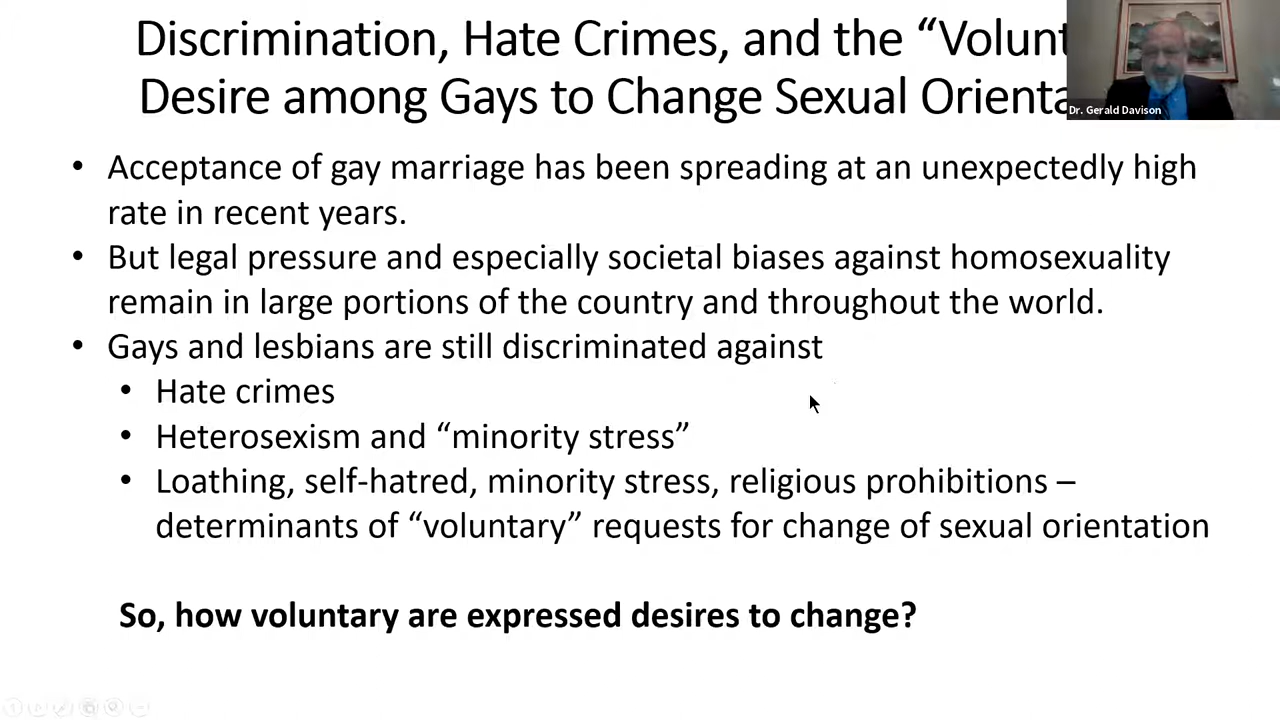 Discrimination, Hate Crimes, and the “Volunt
Desire among Gays to Change Sexual Orienta
Dr. Gerald Davison
• Acceptance of gay marriage has been spreading at an unexpectedly high
rate in recent years.
• But legal pressure and especially societal biases against homosexuality
remain in large portions of the country and throughout the world.
• Gays and lesbians are still discriminated against
• Hate crimes
• Heterosexism and “minority stress”
• Loathing, self-hatred, minority stress, religious prohibitions –
determinants of “voluntary” requests for change of sexual orientation
So, how voluntary are expressed desires to change?